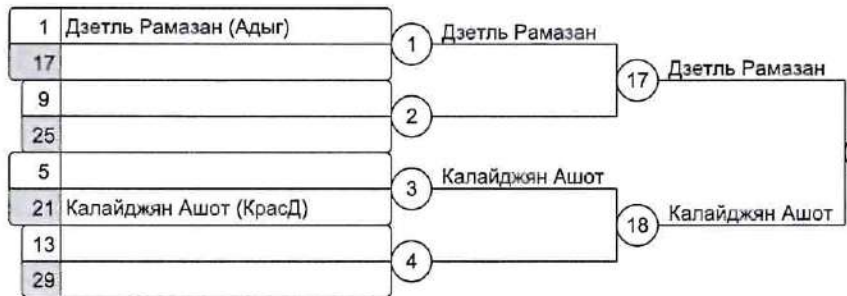 1 Дзетль Рамазан (Адыг)
1 Дзетль Рамазан
17
17 Дзетль Рамазан
9
2
25
5
3 Калайджян Ашот
21 Калайджян Ашот (КрасД)
18 Калайджян Ашот
13
4
29